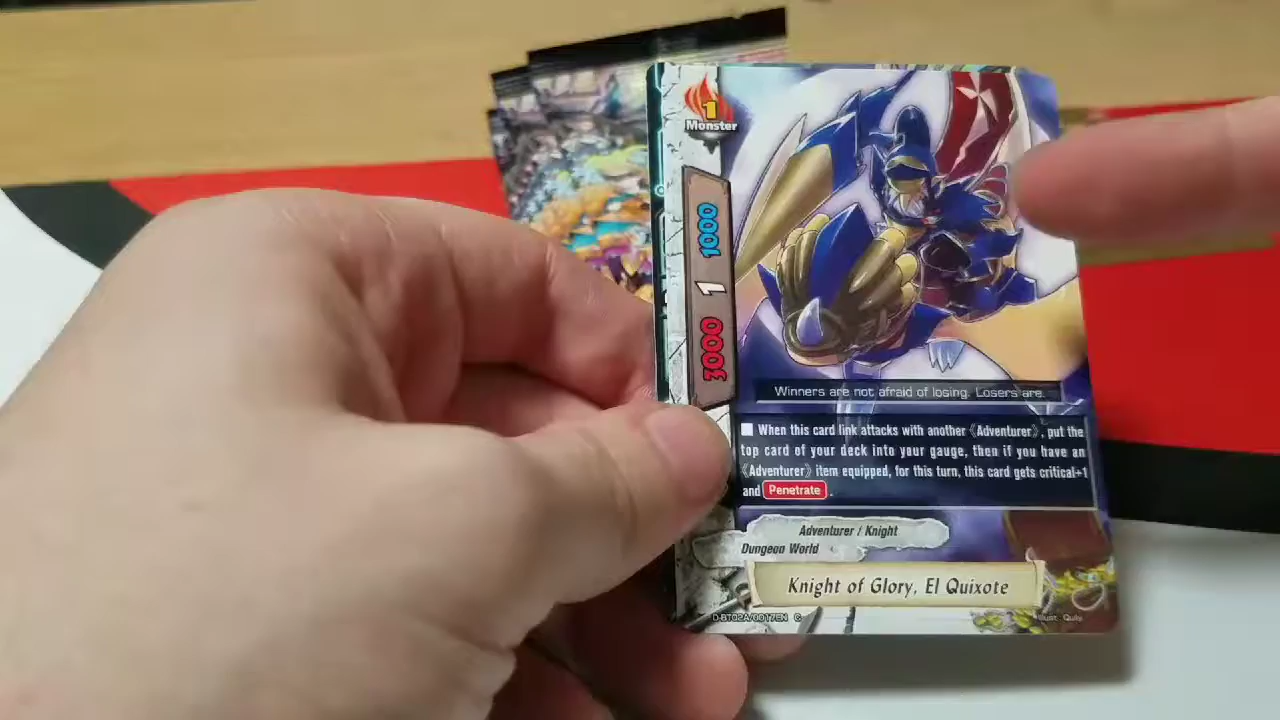 1
Monster
3000 1 1000
Winners are not afraid of losing. Losers are.
■ When this card link attacks with another 《Adventurer》, put the
top card of your deck into your gauge, then if you have an
《Adventurer》 item equipped, for this turn, this card gets critical+1
and Penetrate.
Adventurer / Knight
Dungeon World
Knight of Glory, El Quixote
D-BT02A/0017EN C
Illust.